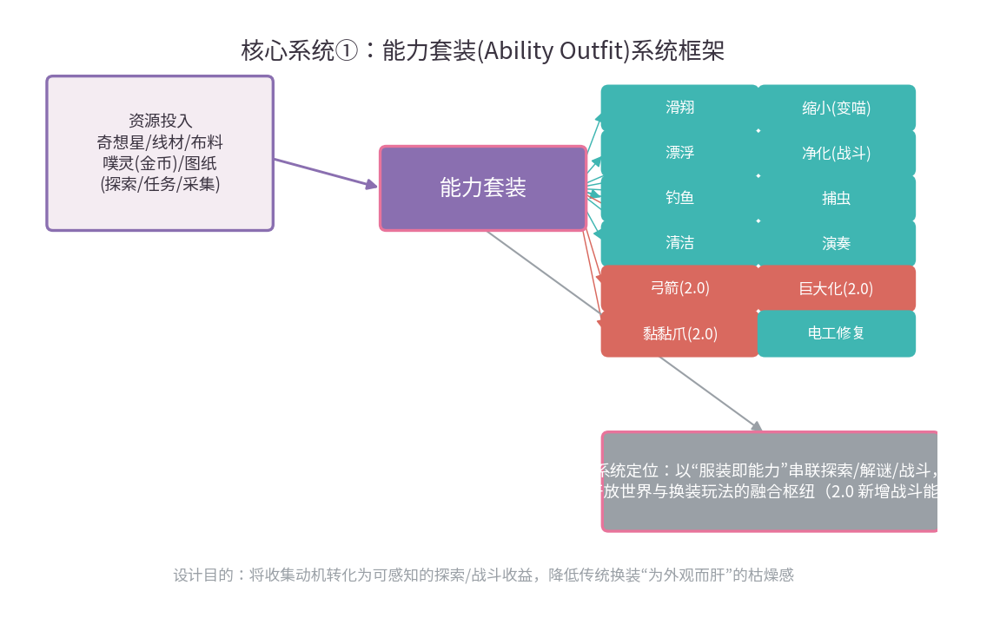 核心系统①：能力套装(Ability Outfit)系统框架
资源投入
奇想星/线材/布料
噗灵(金币)/图纸
(探索/任务/采集)
能力套装
滑翔
缩小(变喵)
漂浮
净化(战斗)
钓鱼
捕虫
清洁
演奏
弓箭(2.0)
巨大化(2.0)
黏黏爪(2.0)
电工修复
系统定位：以“服装即能力”串联探索/解谜/战斗，
放世界与换装玩法的融合枢纽（2.0 新增战斗能
设计目的：将收集动机转化为可感知的探索/战斗收益，降低传统换装“为外观而肝”的枯燥感